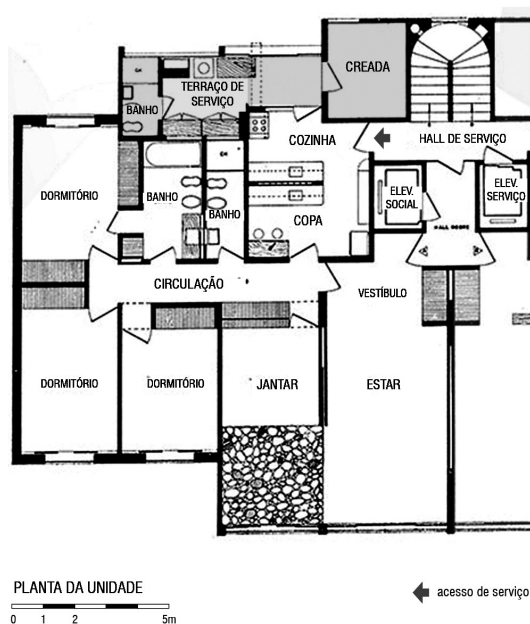 CREADA
TERRAÇO DE
SERVIÇO
BANHO
COZINHA
HALL DE SERVIÇO
DORMITÓRIO
BANHO
BANHO
COPA
ELEV.
SOCIAL
ELEV.
SERVIÇO
CIRCULAÇÃO
VESTÍBULO
DORMITÓRIO
DORMITÓRIO
JANTAR
ESTAR
PLANTA DA UNIDADE
0 1 2 5m
acesso de serviço